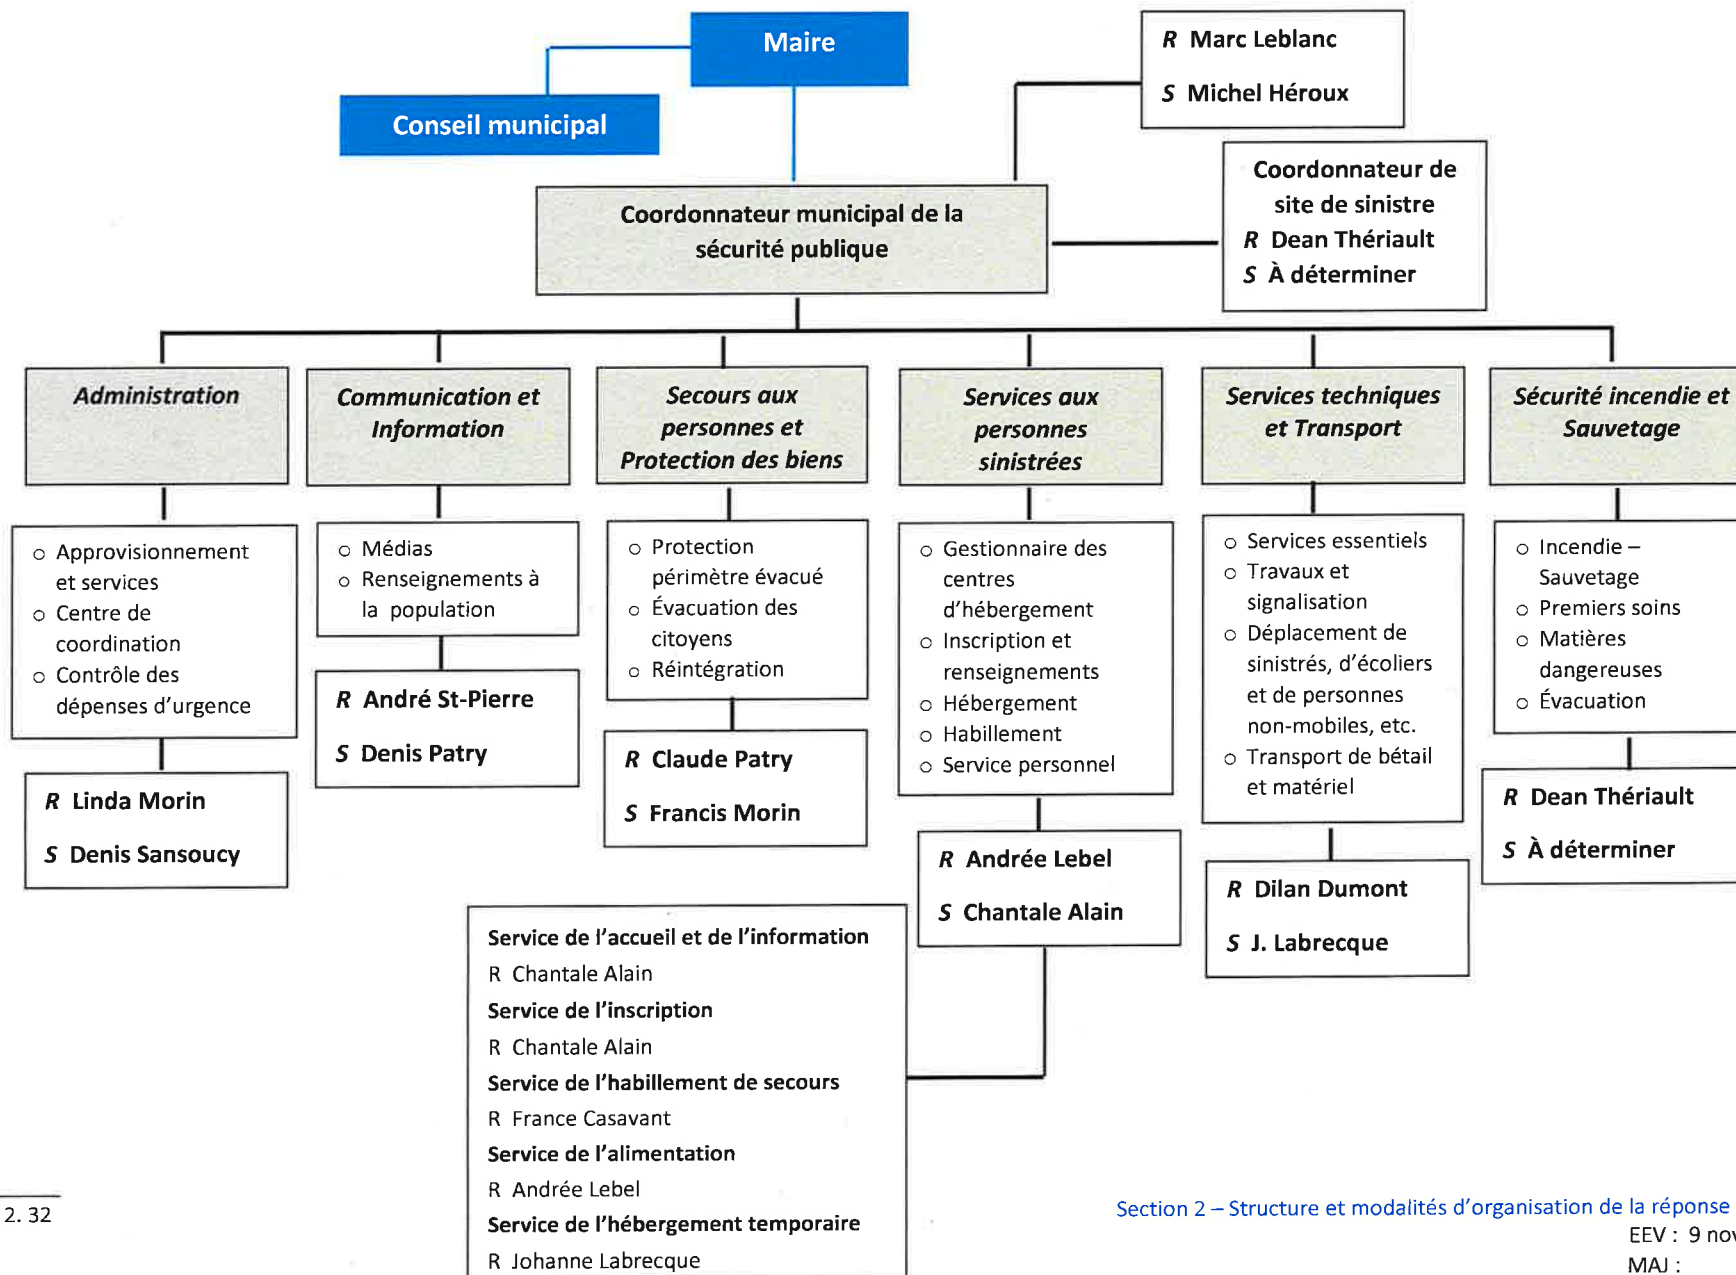 Maire
Conseil municipal
R Marc Leblanc
S Michel Héroux
Coordonnateur municipal de la
sécurité publique
Coordonnateur de
site de sinistre
R Dean Thériault
S À déterminer
Administration
○ Approvisionnement
et services
○ Centre de
coordination
○ Contrôle des
dépenses d’urgence
R Linda Morin
S Denis Sansoucy
Communication et
Information
○ Médias
○ Renseignements à
la population
R André St-Pierre
S Denis Patry
Secours aux
personnes et
Protection des biens
○ Protection
périmètre évacué
○ Évacuation des
citoyens
○ Réintégration
R Claude Patry
S Francis Morin
Services aux
personnes
sinistrées
○ Gestionnaire des
centres
d’hébergement
○ Inscription et
renseignements
○ Hébergement
○ Habillement
○ Service personnel
R Andrée Lebel
S Chantale Alain
Services techniques
et Transport
○ Services essentiels
○ Travaux et
signalisation
○ Déplacement de
sinistrés, d’écoliers
et de personnes
non-mobiles, etc.
○ Transport de bétail
et matériel
R Dilan Dumont
S J. Labrecque
Sécurité incendie et
Sauvetage
○ Incendie –
Sauvetage
○ Premiers soins
○ Matières
dangereuses
○ Évacuation
R Dean Thériault
S À déterminer
Service de l’accueil et de l’information
R Chantale Alain
Service de l’inscription
R Chantale Alain
Service de l’habillement de secours
R France Casavant
Service de l’alimentation
R Andrée Lebel
Service de l’hébergement temporaire
R Johanne Labrecque
2. 32
Section 2 – Structure et modalités d’organisation de la réponse
EEV : 9 nov
MAJ :